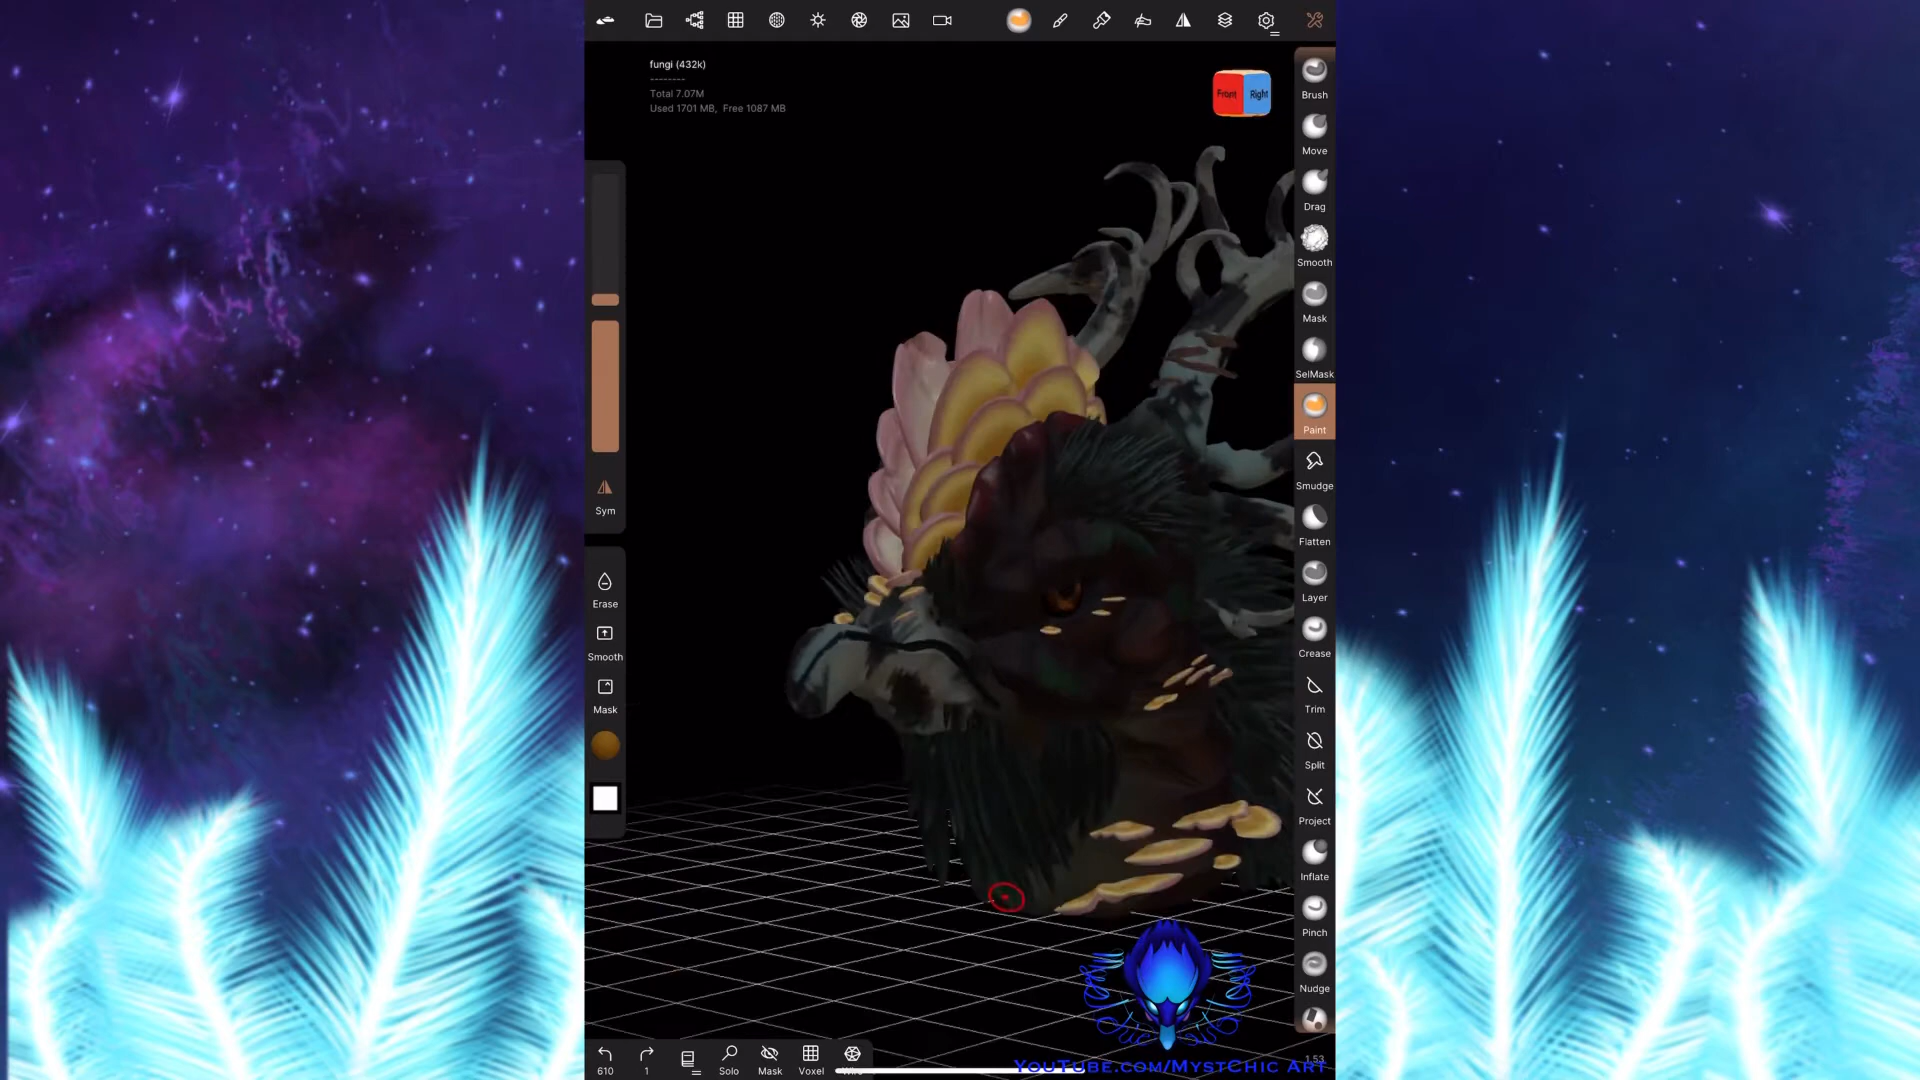 fungi (432k)
--------
Total 7.07M
Used 1701 MB, Free 1087 MB
Front
Right
Brush
Move
Drag
Smooth
Mask
SelMask
Paint
Smudge
Flatten
Layer
Crease
Trim
Split
Project
Inflate
Pinch
Nudge
Sym
Erase
Smooth
Mask
610
1
Solo
Mask
Voxel
1.53
YouTube.com/MystChic Art